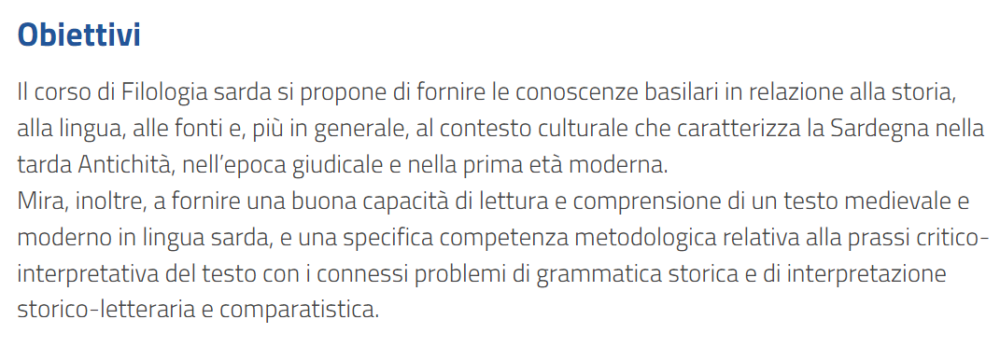 Obiettivi
Il corso di Filologia sarda si propone di fornire le conoscenze basilari in relazione alla storia,
alla lingua, alle fonti e, più in generale, al contesto culturale che caratterizza la Sardegna nella
tarda Antichità, nell’epoca giudicale e nella prima età moderna.
Mira, inoltre, a fornire una buona capacità di lettura e comprensione di un testo medievale e
moderno in lingua sarda, e una specifica competenza metodologica relativa alla prassi critico-
interpretativa del testo con i connessi problemi di grammatica storica e di interpretazione
storico-letteraria e comparatistica.